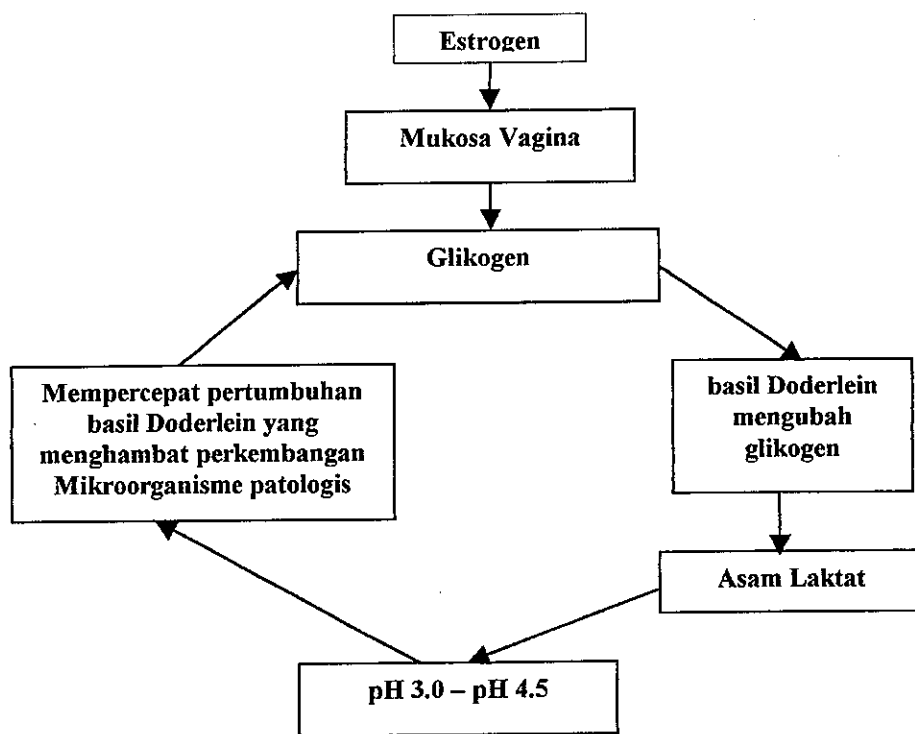 Estrogen
Mukosa Vagina
Glikogen
Mempercepat pertumbuhan
basil Doderlein yang
menghambat perkembangan
Mikroorganisme patologis
basil Doderlein
mengubah
glikogen
Asam Laktat
pH 3.0 – pH 4.5